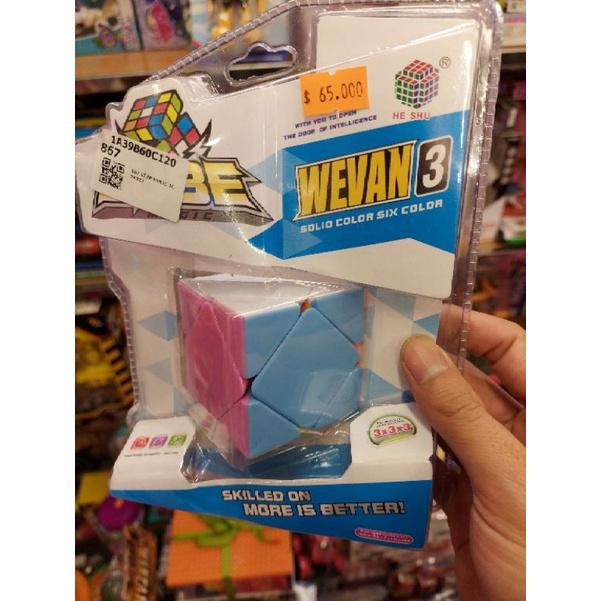 $ 65.000
®
HE SHU
WITH YOU TO OPEN
THE DOOR OF INTELLIGENCE
1A39B60C120
867
WEVAN 3
SOLID COLOR SIX COLOR
3x3x3
SKILLED ON
MORE IS BETTER!